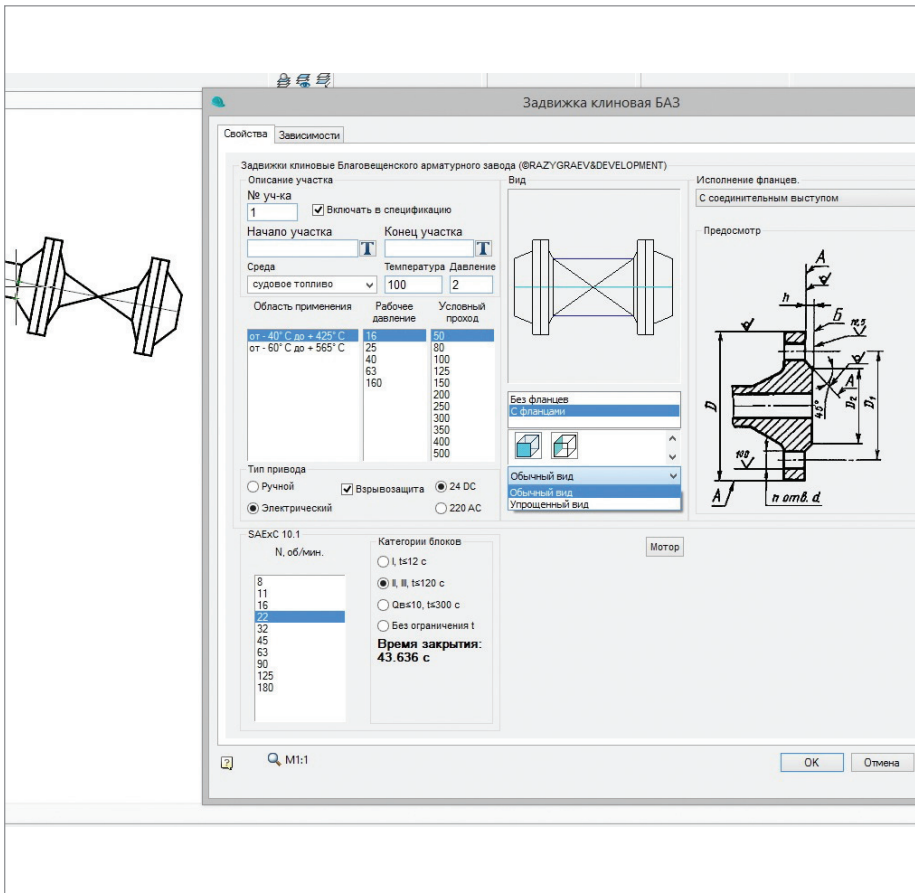 Задвижка клиновая БАЗ
Свойства
Зависимости
Задвижки клиновые Благовещенского арматурного завода (©RAZYGRAEV&DEVELOPMENT)
Описание участка
№ уч-ка
1
Включать в спецификацию
Начало участка
Конец участка
T
T
Среда
Температура
Давление
судовое топливо
100
2
Область применения
Рабочее
давление
Условный
проход
от - 40° С до + 425° С
от - 60° С до + 565° С
16
25
40
63
160
50
80
100
125
150
200
250
300
350
400
500
Тип привода
Ручной
Электрический
Взрывозащита
24 DC
220 AC
Вид
Без фланцев
С фланцами
Обычный вид
Обычный вид
Упрощенный вид
Исполнение фланцев.
С соединительным выступом
Предосмотр
А
h
Б
12,5
D
45°
А
D2
D1
100
А
n отв. d
SAExC 10.1
N, об/мин.
8
11
16
22
32
45
63
90
125
180
Категории блоков
I, t≤12 с
II, III, t≤120 с
Qв≤10, t≤300 с
Без ограничения t
Время закрытия:
43.636 с
Мотор
?
М1:1
OK
Отмена